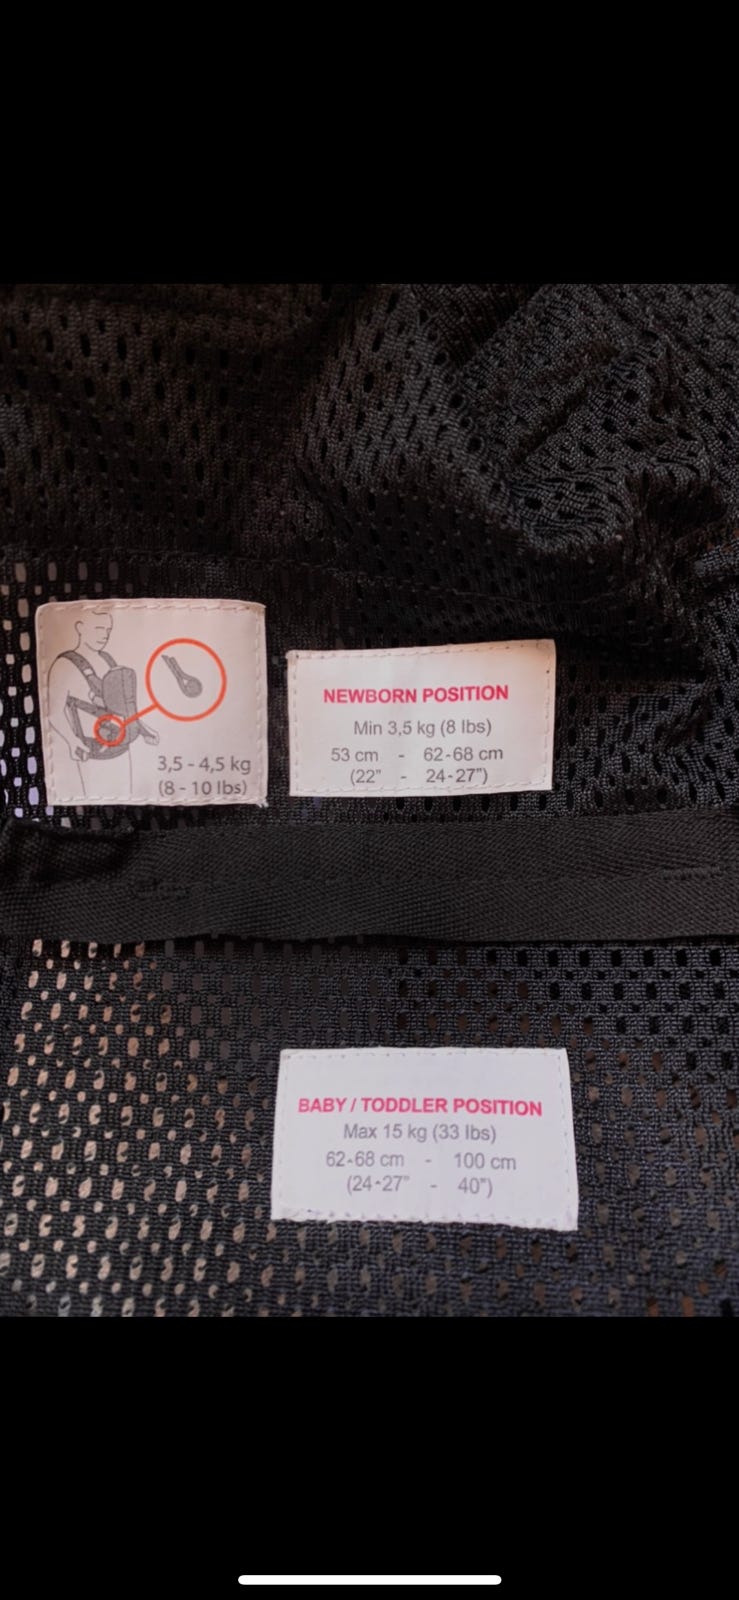 3,5 - 4,5 kg
(8 - 10 lbs)
NEWBORN POSITION
Min 3,5 kg (8 lbs)
53 cm - 62-68 cm
(22" - 24-27")
BABY / TODDLER POSITION
Max 15 kg (33 lbs)
62-68 cm - 100 cm
(24-27" - 40")